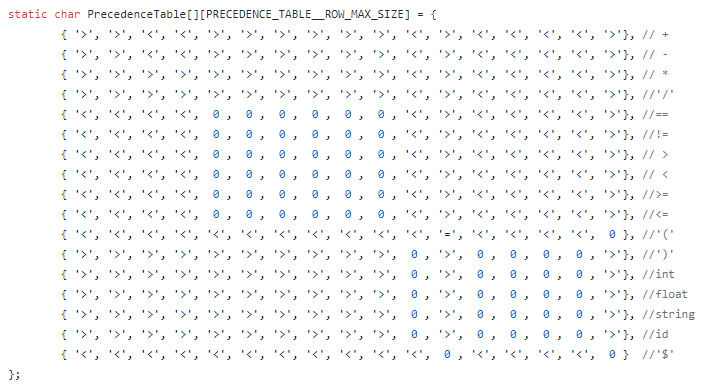 static char PrecedenceTable[][PRECEDENCE_TABLE__ROW_MAX_SIZE] = {
{ '>', '>', '<', '<', '>', '>', '>', '>', '>', '>', '<', '>', '<', '<', '<', '<', '>'}, // +
{ '>', '>', '<', '<', '>', '>', '>', '>', '>', '>', '<', '>', '<', '<', '<', '<', '>'}, // -
{ '>', '>', '>', '>', '>', '>', '>', '>', '>', '>', '<', '>', '<', '<', '<', '<', '>'}, // *
{ '>', '>', '>', '>', '>', '>', '>', '>', '>', '>', '<', '>', '<', '<', '<', '<', '>'}, //'/'
{ '<', '<', '<', '<', 0 , 0 , 0 , 0 , 0 , 0 , '<', '>', '<', '<', '<', '<', '>'}, //==
{ '<', '<', '<', '<', 0 , 0 , 0 , 0 , 0 , 0 , '<', '>', '<', '<', '<', '<', '>'}, //!=
{ '<', '<', '<', '<', 0 , 0 , 0 , 0 , 0 , 0 , '<', '>', '<', '<', '<', '<', '>'}, // >
{ '<', '<', '<', '<', 0 , 0 , 0 , 0 , 0 , 0 , '<', '>', '<', '<', '<', '<', '>'}, // <
{ '<', '<', '<', '<', 0 , 0 , 0 , 0 , 0 , 0 , '<', '>', '<', '<', '<', '<', '>'}, //>=
{ '<', '<', '<', '<', 0 , 0 , 0 , 0 , 0 , 0 , '<', '>', '<', '<', '<', '<', '>'}, //<=
{ '<', '<', '<', '<', '<', '<', '<', '<', '<', '<', '<', '=', '<', '<', '<', '<', 0 }, //'('
{ '>', '>', '>', '>', '>', '>', '>', '>', '>', '>', 0 , '>', 0 , 0 , 0 , 0 , '>'}, //')'
{ '>', '>', '>', '>', '>', '>', '>', '>', '>', '>', 0 , '>', 0 , 0 , 0 , 0 , '>'}, //int
{ '>', '>', '>', '>', '>', '>', '>', '>', '>', '>', 0 , '>', 0 , 0 , 0 , 0 , '>'}, //float
{ '>', '>', '>', '>', '>', '>', '>', '>', '>', '>', 0 , '>', 0 , 0 , 0 , 0 , '>'}, //string
{ '>', '>', '>', '>', '>', '>', '>', '>', '>', '>', 0 , '>', 0 , 0 , 0 , 0 , '>'}, //id
{ '<', '<', '<', '<', '<', '<', '<', '<', '<', '<', '<', 0 , '<', '<', '<', '<', 0 } //'$'
};